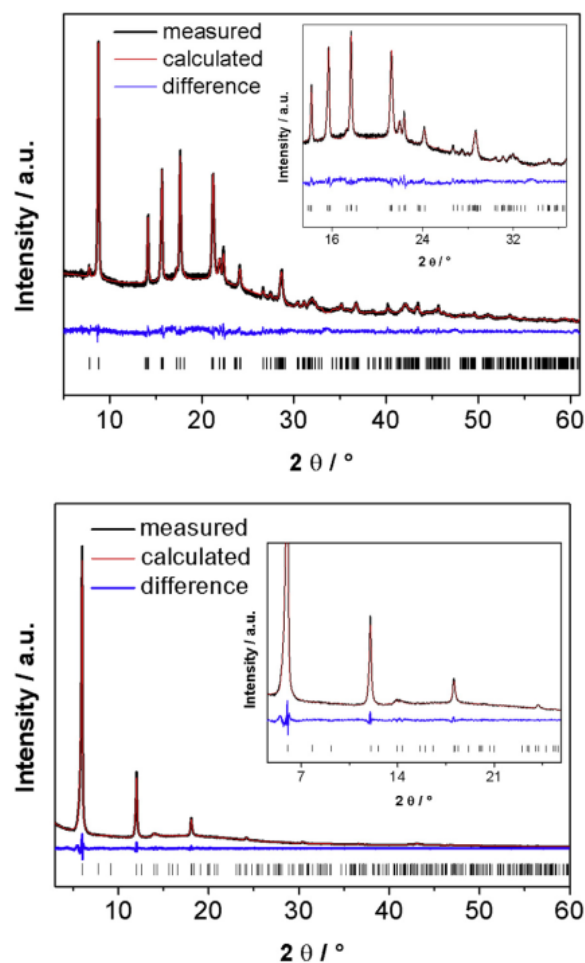 measured
calculated
difference
Intensity / a.u.
Intensity / a.u.
16 24 32
2 θ / °
10 20 30 40 50 60
2 θ / °
measured
calculated
difference
Intensity / a.u.
Intensity / a.u.
7 14 21
2 θ / °
10 20 30 40 50 60
2 θ / °